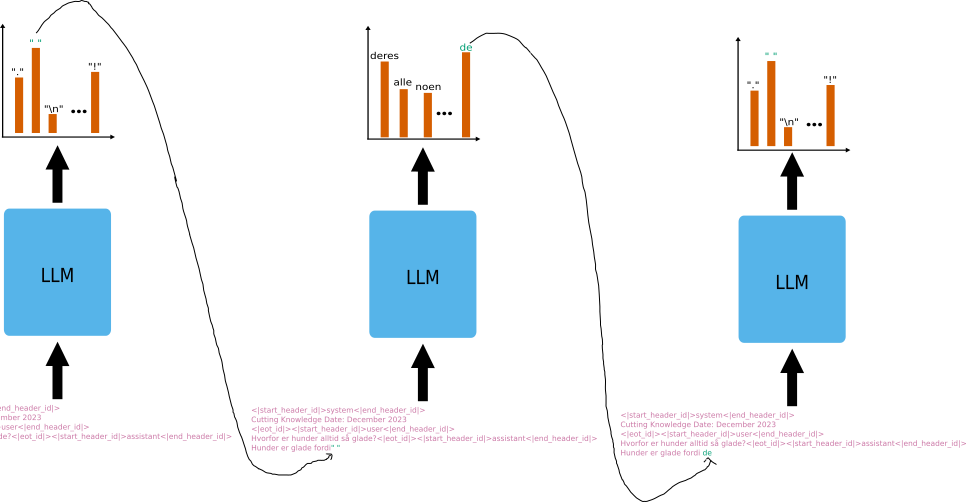 " "
"."
"\n"
"!"
LLM
end_header_id|>
mber 2023
user<|end_header_id|>
de?<|eot_id|><|start_header_id|>assistant<|end_header_id|>
deres
alle
noen
de
LLM
<|start_header_id|>system<|end_header_id|>
Cutting Knowledge Date: December 2023
<|eot_id|><|start_header_id|>user<|end_header_id|>
Hvorfor er hunder alltid så glade?<|eot_id|><|start_header_id|>assistant<|end_header_id|>
Hunder er glade fordi" "
" "
"."
"\n"
"!"
LLM
<|start_header_id|>system<|end_header_id|>
Cutting Knowledge Date: December 2023
<|eot_id|><|start_header_id|>user<|end_header_id|>
Hvorfor er hunder alltid så glade?<|eot_id|><|start_header_id|>assistant<|end_header_id|>
Hunder er glade fordi de